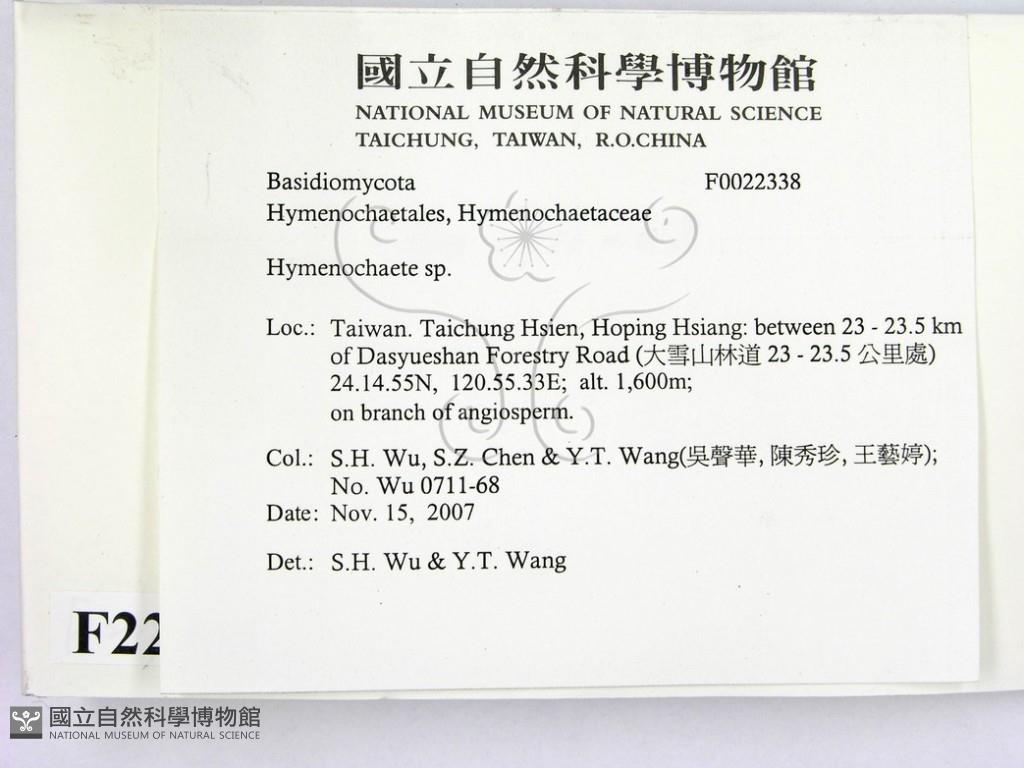 國立自然科學博物館
NATIONAL MUSEUM OF NATURAL SCIENCE
TAICHUNG, TAIWAN, R.O.CHINA
Basidiomycota F0022338
Hymenochaetales, Hymenochaetaceae
Hymenochaete sp.
Loc.: Taiwan. Taichung Hsien, Hoping Hsiang: between 23 - 23.5 km
of Dasyueshan Forestry Road (大雪山林道 23 - 23.5 公里處)
24.14.55N, 120.55.33E; alt. 1,600m;
on branch of angiosperm.
Col.: S.H. Wu, S.Z. Chen & Y.T. Wang(吳聲華, 陳秀珍, 王藝婷);
No. Wu 0711-68
Date: Nov. 15, 2007
Det.: S.H. Wu & Y.T. Wang
F22
國立自然科學博物館
NATIONAL MUSEUM OF NATURAL SCIENCE